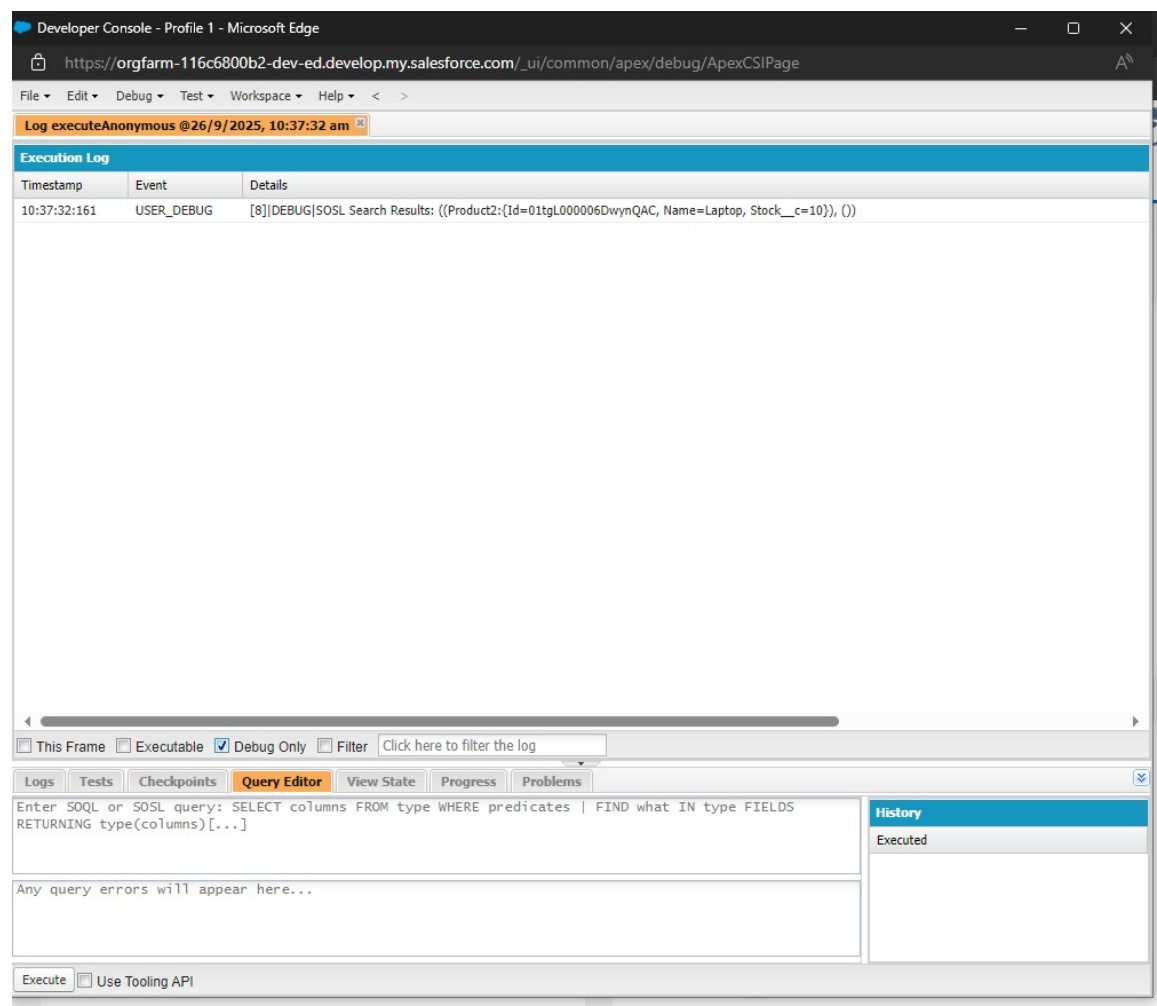 Developer Console - Profile 1 - Microsoft Edge
https://orgfarm-116c6800b2-dev-ed.develop.my.salesforce.com/_ui/common/apex/debug/ApexCSIPage
File Edit Debug Test Workspace Help < >
Log executeAnonymous @26/9/2025, 10:37:32 am
Execution Log
Timestamp Event Details
10:37:32:161 USER_DEBUG [8]|DEBUG|SOSL Search Results: ((Product2:{Id=01tgL000006DwynQAC, Name=Laptop, Stock__c=10}), ())
This Frame Executable Debug Only Filter Click here to filter the log
Logs Tests Checkpoints Query Editor View State Progress Problems
Enter SOQL or SOSL query: SELECT columns FROM type WHERE predicates | FIND what IN type FIELDS
RETURNING type(columns)[...]
History
Executed
Any query errors will appear here...
Execute Use Tooling API